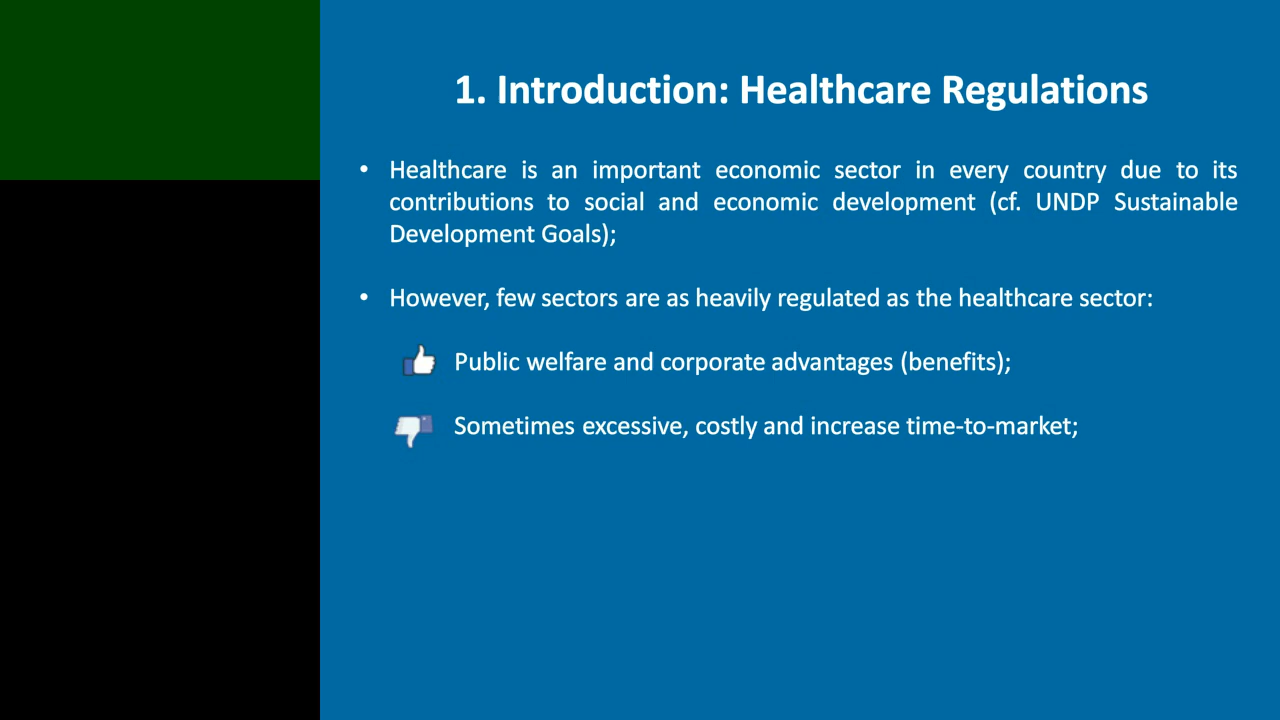 1. Introduction: Healthcare Regulations
• Healthcare is an important economic sector in every country due to its
contributions to social and economic development (cf. UNDP Sustainable
Development Goals);
• However, few sectors are as heavily regulated as the healthcare sector:
Public welfare and corporate advantages (benefits);
Sometimes excessive, costly and increase time-to-market;